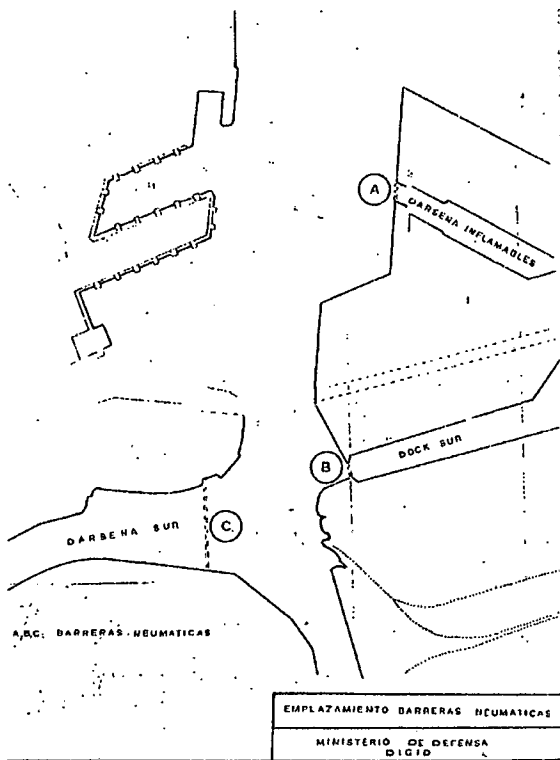 A
DARSENA INFLAMABLES
B
DOCK SUR
DARSENA SUR
C
A,B,C: BARRERAS NEUMATICAS
EMPLAZAMIENTO BARRERAS NEUMATICAS
MINISTERIO DE DEFENSA
DIGID